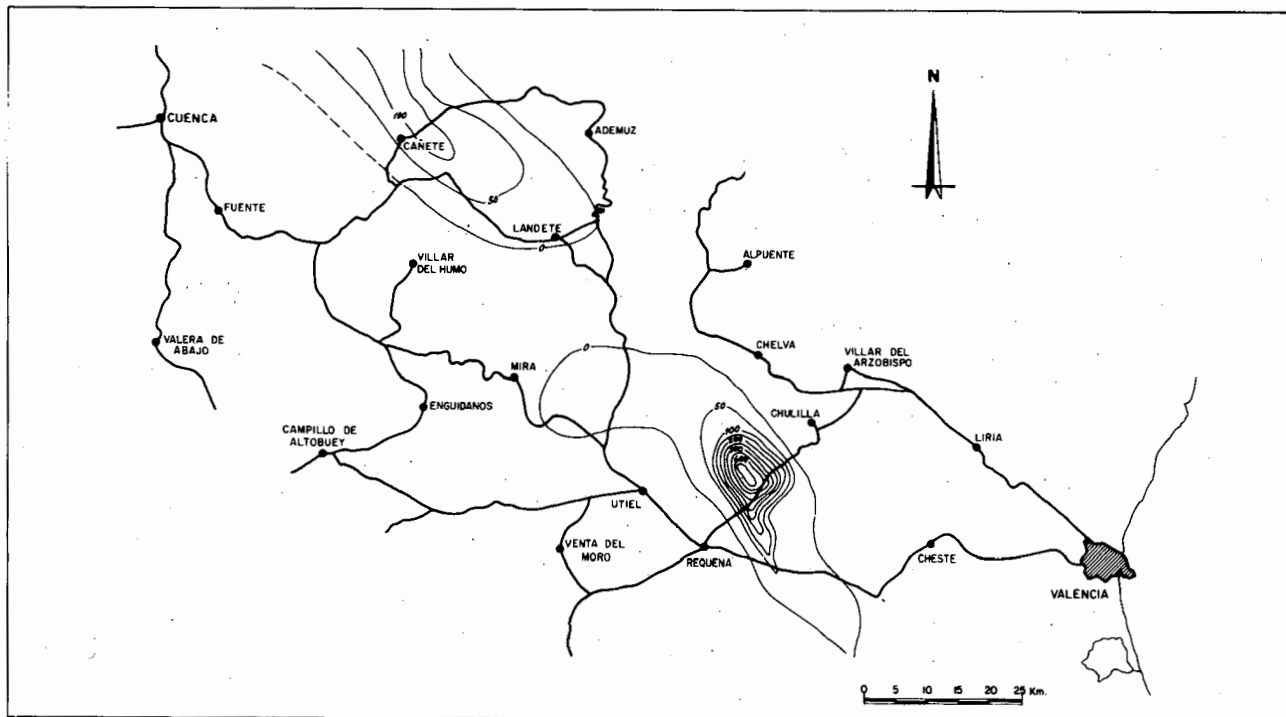 N
CUENCA
190
CAÑETE
ADEMUZ
50
FUENTE
LANDETE
0
VILLAR
DEL HUMO
ALPUENTE
VALERA DE
ABAJO
0
CHELVA
VILLAR DEL
ARZOBISPO
MIRA
ENGUIDANOS
50
CHULILLA
CAMPILLO DE
ALTOBUEY
100
LIRIA
UTIEL
VENTA DEL
MORO
REQUENA
CHESTE
VALENCIA
0 5 10 15 20 25 Km.